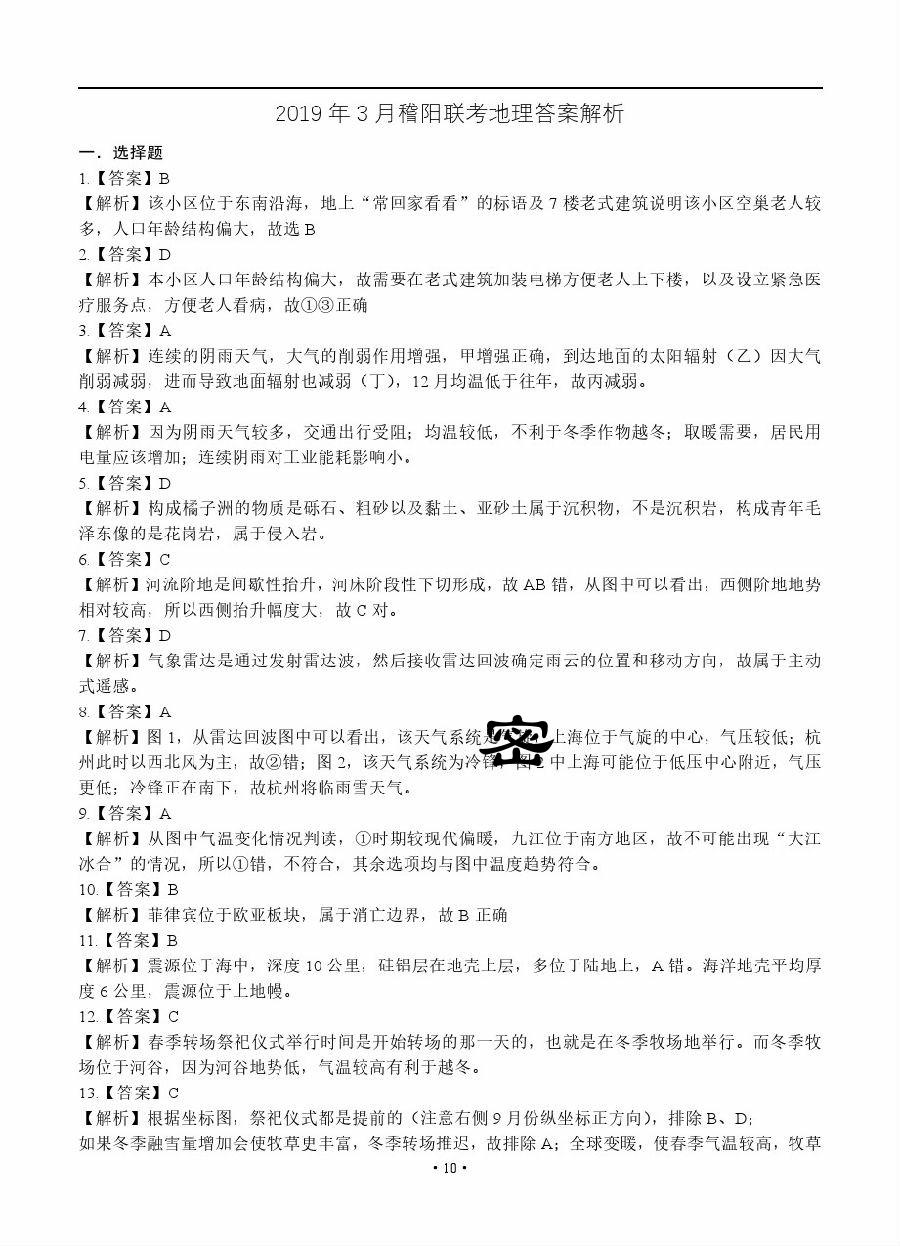 2019 年 3 月稽阳联考地理答案解析
一．选择题
1.【答案】B
【解析】该小区位于东南沿海，地上“常回家看看”的标语及 7 楼老式建筑说明该小区空巢老人较
多，人口年龄结构偏大，故选 B
2.【答案】D
【解析】本小区人口年龄结构偏大，故需要在老式建筑加装电梯方便老人上下楼，以及设立紧急医
疗服务点，方便老人看病，故①③正确
3.【答案】A
【解析】连续的阴雨天气，大气的削弱作用增强，甲增强正确，到达地面的太阳辐射（乙）因大气
削弱减弱，进而导致地面辐射也减弱（丁），12 月均温低于往年，故丙减弱。
4.【答案】A
【解析】因为阴雨天气较多，交通出行受阻；均温较低，不利于冬季作物越冬；取暖需要，居民用
电量应该增加；连续阴雨对工业能耗影响小。
5.【答案】D
【解析】构成橘子洲的物质是砾石、粗砂以及黏土、亚砂土属于沉积物，不是沉积岩，构成青年毛
泽东像的是花岗岩，属于侵入岩。
6.【答案】C
【解析】河流阶地是间歇性抬升，河床阶段性下切形成，故 AB 错，从图中可以看出，西侧阶地地势
相对较高，所以西侧抬升幅度大，故 C 对。
7.【答案】D
【解析】气象雷达是通过发射雷达波，然后接收雷达回波确定雨云的位置和移动方向，故属于主动
式遥感。
8.【答案】A
【解析】图 1，从雷达回波图中可以看出，该天气系统 密 上海位于气旋的中心，气压较低；杭
州此时以西北风为主，故②错；图 2，该天气系统为冷锋，图 2 中上海可能位于低压中心附近，气压
更低；冷锋正在南下，故杭州将临雨雪天气。
9.【答案】A
【解析】从图中气温变化情况判读，①时期较现代偏暖，九江位于南方地区，故不可能出现“大江
冰合”的情况，所以①错，不符合，其余选项均与图中温度趋势符合。
10.【答案】B
【解析】菲律宾位于欧亚板块，属于消亡边界，故 B 正确
11.【答案】B
【解析】震源位于海中，深度 10 公里，硅铝层在地壳上层，多位于陆地上，A 错。海洋地壳平均厚
度 6 公里，震源位于上地幔。
12.【答案】C
【解析】春季转场祭祀仪式举行时间是开始转场的那一天的，也就是在冬季牧场地举行。而冬季牧
场位于河谷，因为河谷地势低，气温较高有利于越冬。
13.【答案】C
【解析】根据坐标图，祭祀仪式都是提前的（注意右侧 9 月份纵坐标正方向），排除 B、D；
如果冬季融雪量增加会使牧草更丰富，冬季转场推迟，故排除 A；全球变暖，使春季气温较高，牧草
• 10 •